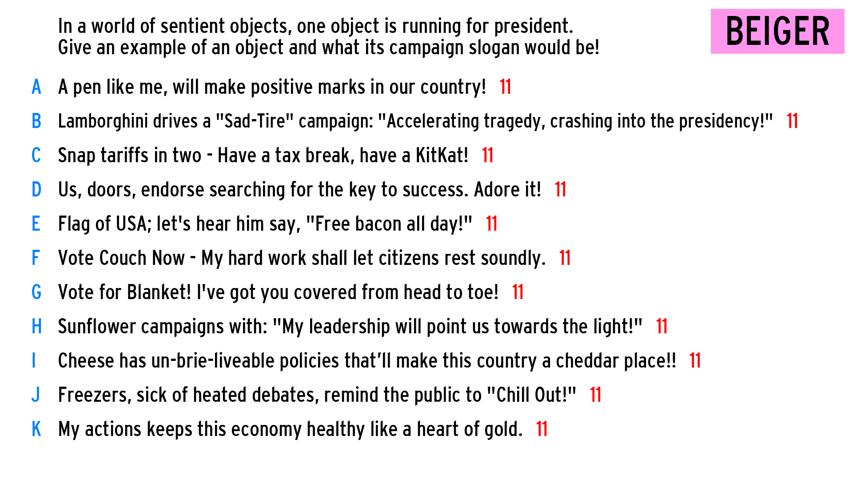 In a world of sentient objects, one object is running for president.
Give an example of an object and what its campaign slogan would be!
BEIGER
A A pen like me, will make positive marks in our country! 11
B Lamborghini drives a "Sad-Tire" campaign: "Accelerating tragedy, crashing into the presidency!" 11
C Snap tariffs in two - Have a tax break, have a KitKat! 11
D Us, doors, endorse searching for the key to success. Adore it! 11
E Flag of USA; let's hear him say, "Free bacon all day!" 11
F Vote Couch Now - My hard work shall let citizens rest soundly. 11
G Vote for Blanket! I've got you covered from head to toe! 11
H Sunflower campaigns with: "My leadership will point us towards the light!" 11
I Cheese has un-brie-liveable policies that’ll make this country a cheddar place!! 11
J Freezers, sick of heated debates, remind the public to "Chill Out!" 11
K My actions keeps this economy healthy like a heart of gold. 11